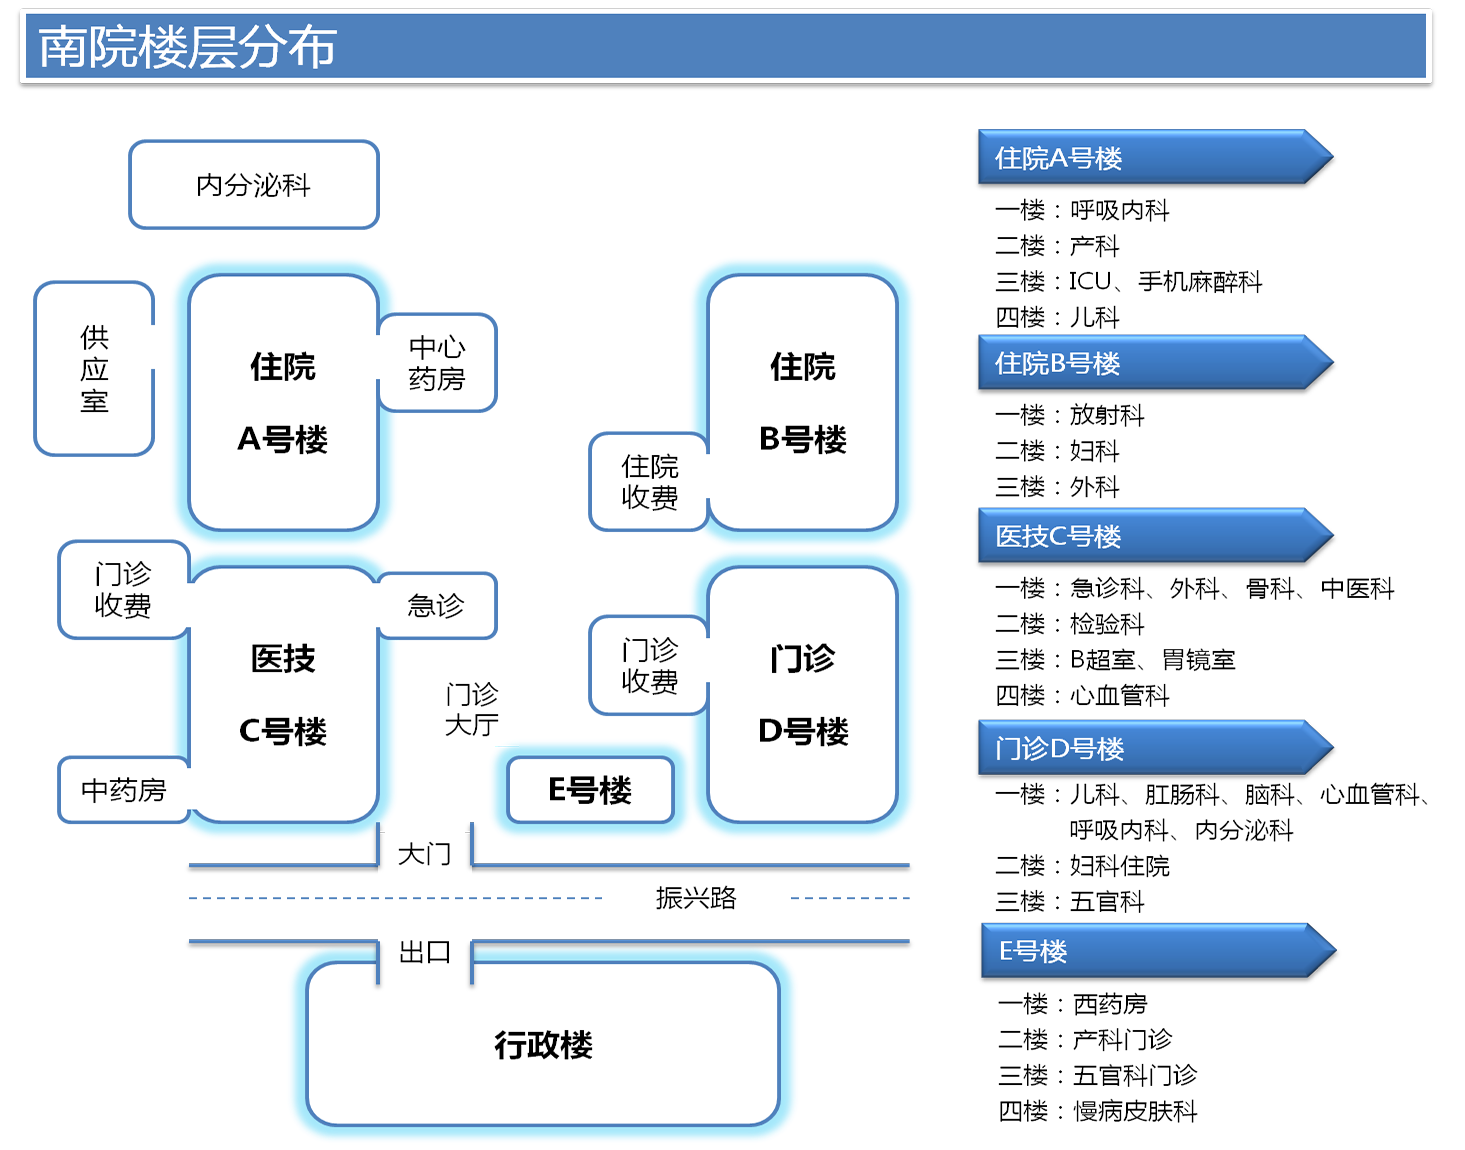 南院楼层分布
内分泌科
供
应
室
住院
A号楼
中心
药房
住院
B号楼
住院
收费
门诊
收费
医技
C号楼
急诊
门诊
大厅
中药房
门诊
收费
门诊
D号楼
E号楼
大门
振兴路
出口
行政楼
住院A号楼
一楼：呼吸内科
二楼：产科
三楼：ICU、手机麻醉科
四楼：儿科
住院B号楼
一楼：放射科
二楼：妇科
三楼：外科
医技C号楼
一楼：急诊科、外科、骨科、中医科
二楼：检验科
三楼：B超室、胃镜室
四楼：心血管科
门诊D号楼
一楼：儿科、肛肠科、脑科、心血管科、
呼吸内科、内分泌科
二楼：妇科住院
三楼：五官科
E号楼
一楼：西药房
二楼：产科门诊
三楼：五官科门诊
四楼：慢病皮肤科